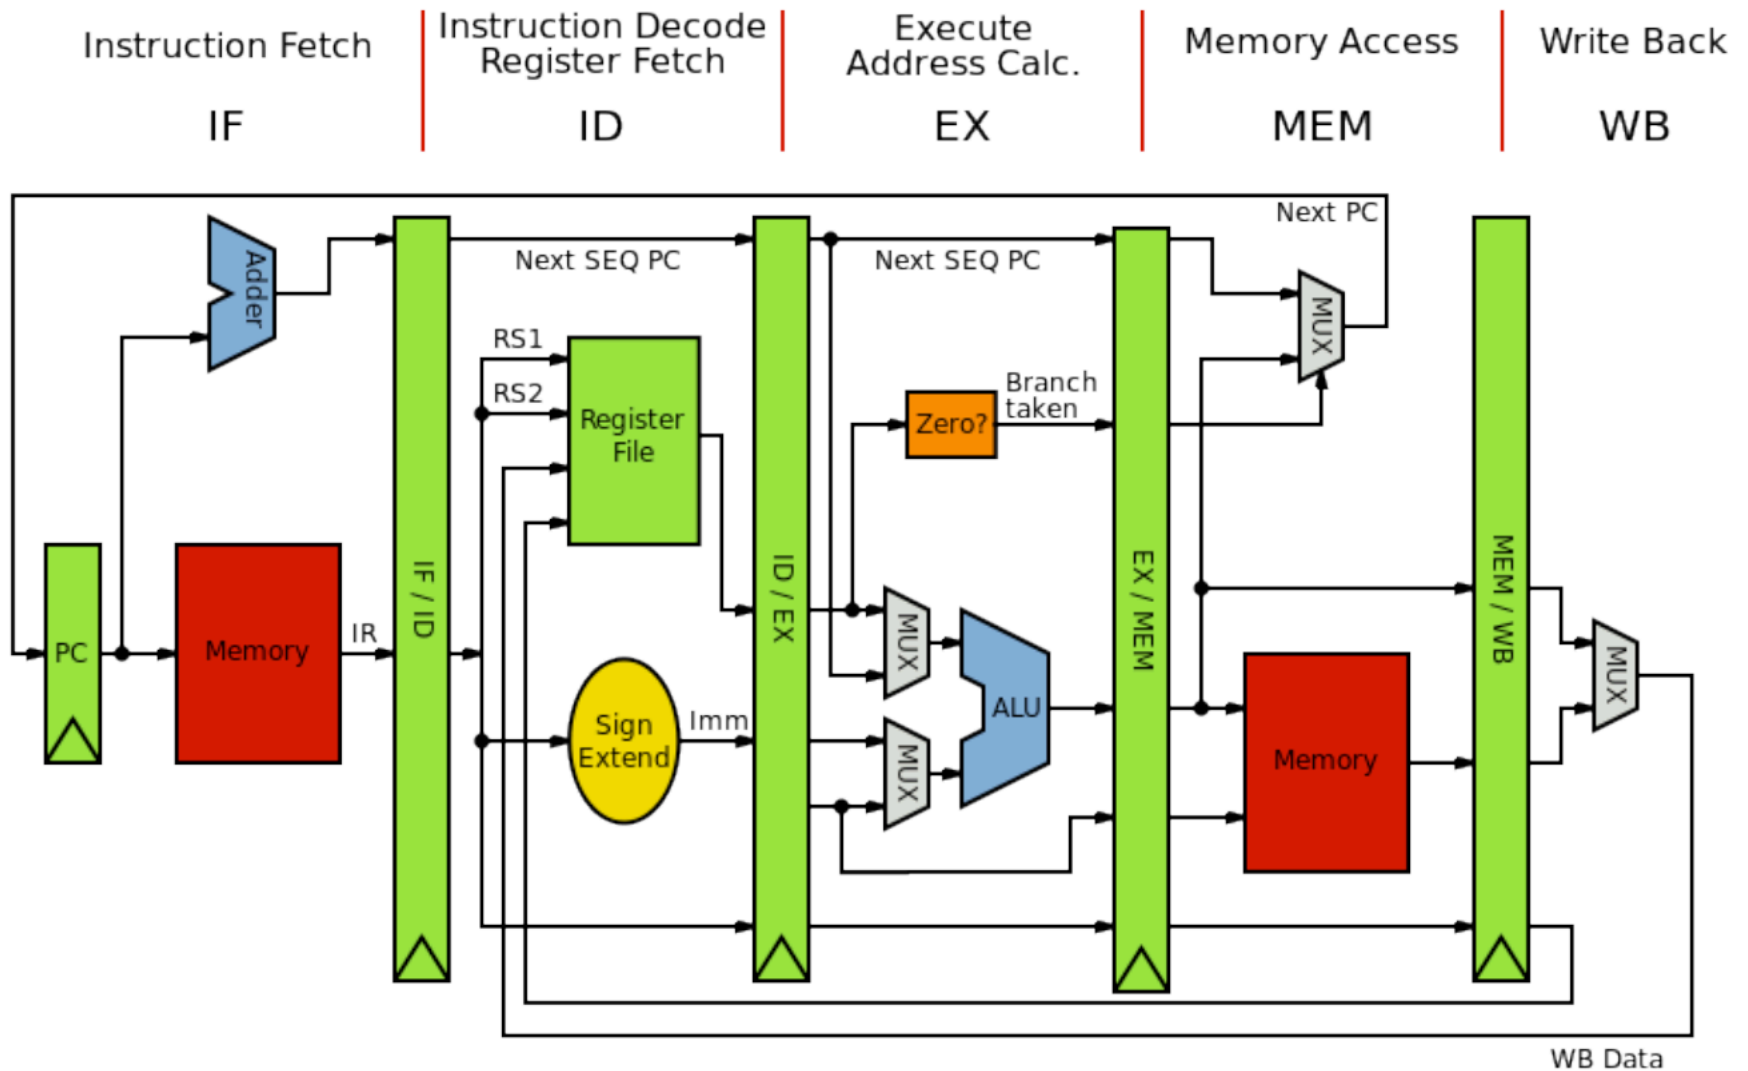 Instruction Fetch
IF
Instruction Decode
Register Fetch
ID
Execute
Address Calc.
EX
Memory Access
MEM
Write Back
WB
Next PC
Adder
Next SEQ PC
Next SEQ PC
MUX
RS1
RS2
Register
File
Branch
taken
Zero?
PC
Memory
IR
IF / ID
ID / EX
EX / MEM
MEM / WB
MUX
ALU
MUX
Sign
Extend
Imm
Memory
MUX
WB Data